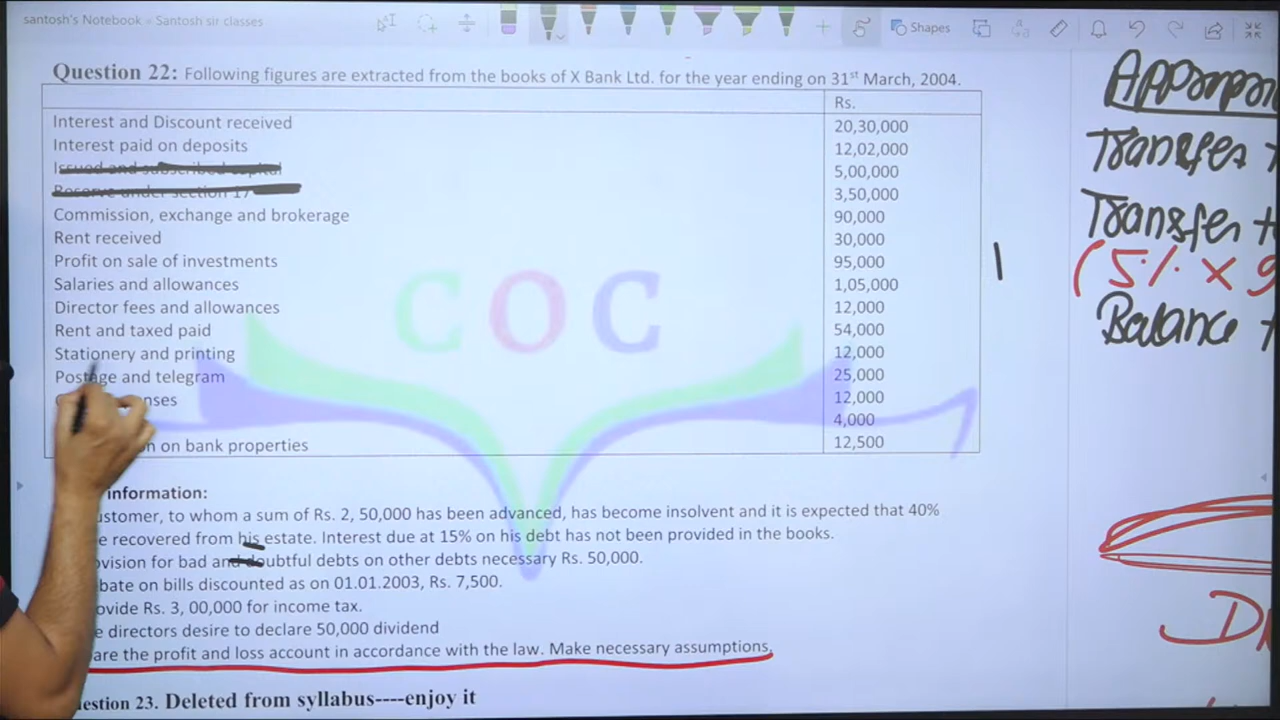 santosh's Notebook - Santosh sir classes
Shapes
Question 22: Following figures are extracted from the books of X Bank Ltd. for the year ending on 31st March, 2004.
Rs.
Interest and Discount received 20,30,000
Interest paid on deposits 12,02,000
Issued and subscribed capital 5,00,000
Reserve under section 17 3,50,000
Commission, exchange and brokerage 90,000
Rent received 30,000
Profit on sale of investments 95,000
Salaries and allowances 1,05,000
Director fees and allowances 12,000
Rent and taxed paid 54,000
Stationery and printing 12,000
Postage and telegram 25,000
12,000
4,000
on bank properties 12,500
information:
ustomer, to whom a sum of Rs. 2, 50,000 has been advanced, has become insolvent and it is expected that 40%
e recovered from his estate. Interest due at 15% on his debt has not been provided in the books.
ovision for bad and doubtful debts on other debts necessary Rs. 50,000.
bate on bills discounted as on 01.01.2003, Rs. 7,500.
ovide Rs. 3, 00,000 for income tax.
e directors desire to declare 50,000 dividend
are the profit and loss account in accordance with the law. Make necessary assumptions.
estion 23. Deleted from syllabus----enjoy it
COC
Transfer
Transfer
(5% × 9
Balance